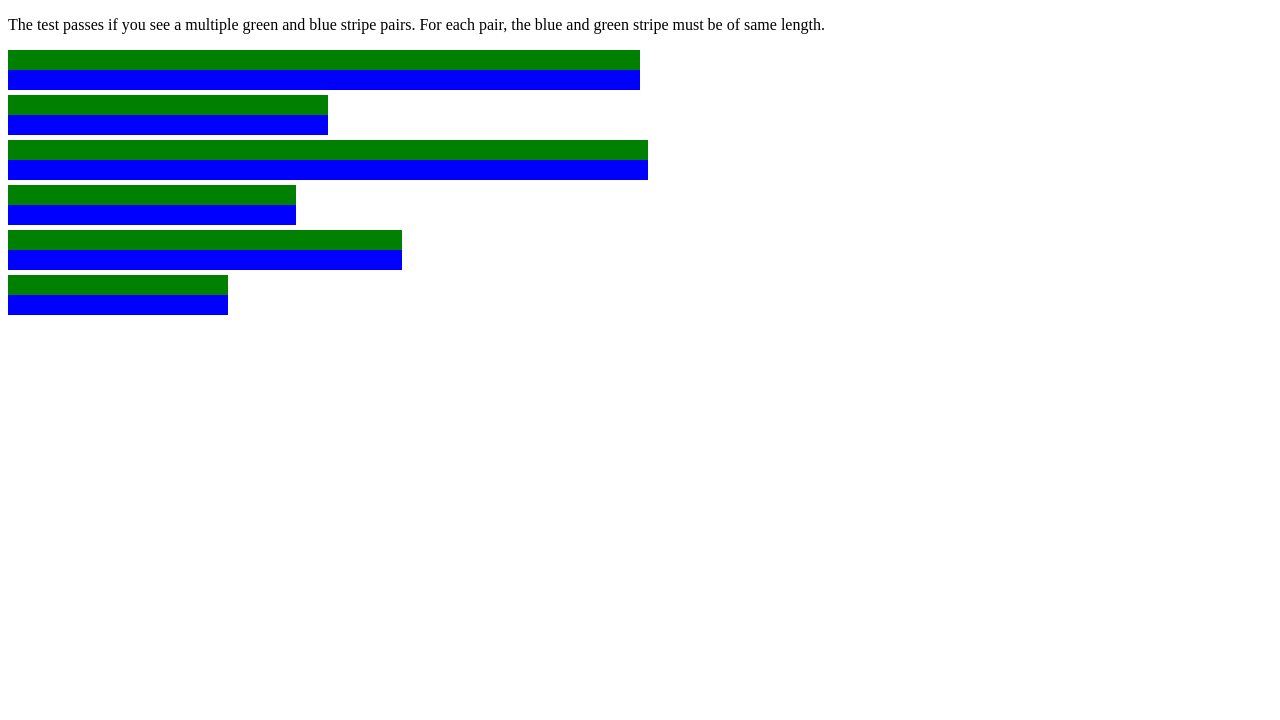 The test passes if you see a multiple green and blue stripe pairs. For each pair, the blue and green stripe must be of same length.